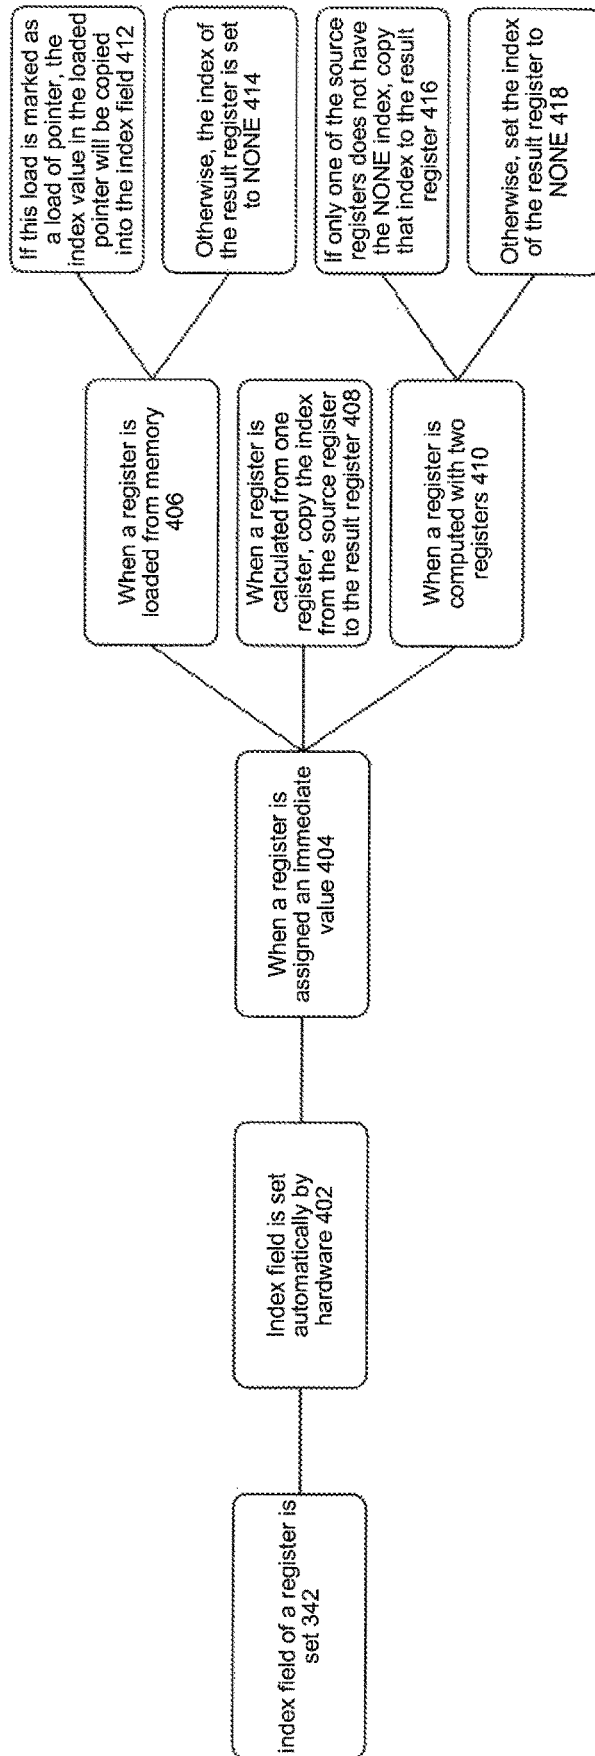 index field of a register is
set 342
Index field is set
automatically by
hardware 402
When a register is
assigned an immediate
value 404
When a register is
loaded from memory
406
When a register is
calculated from one
register, copy the index
from the source register
to the result register 408
When a register is
computed with two
registers 410
If this load is marked as
a load of pointer, the
index value in the loaded
pointer will be copied
into the index field 412
Otherwise, the index of
the result register is set
to NONE 414
If only one of the source
registers does not have
the NONE index, copy
that index to the result
register 416
Otherwise, set the index
of the result register to
NONE 418